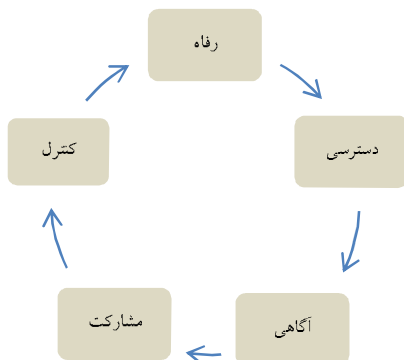 رفاه
دسترسی
آگاهی
مشارکت
کنترل